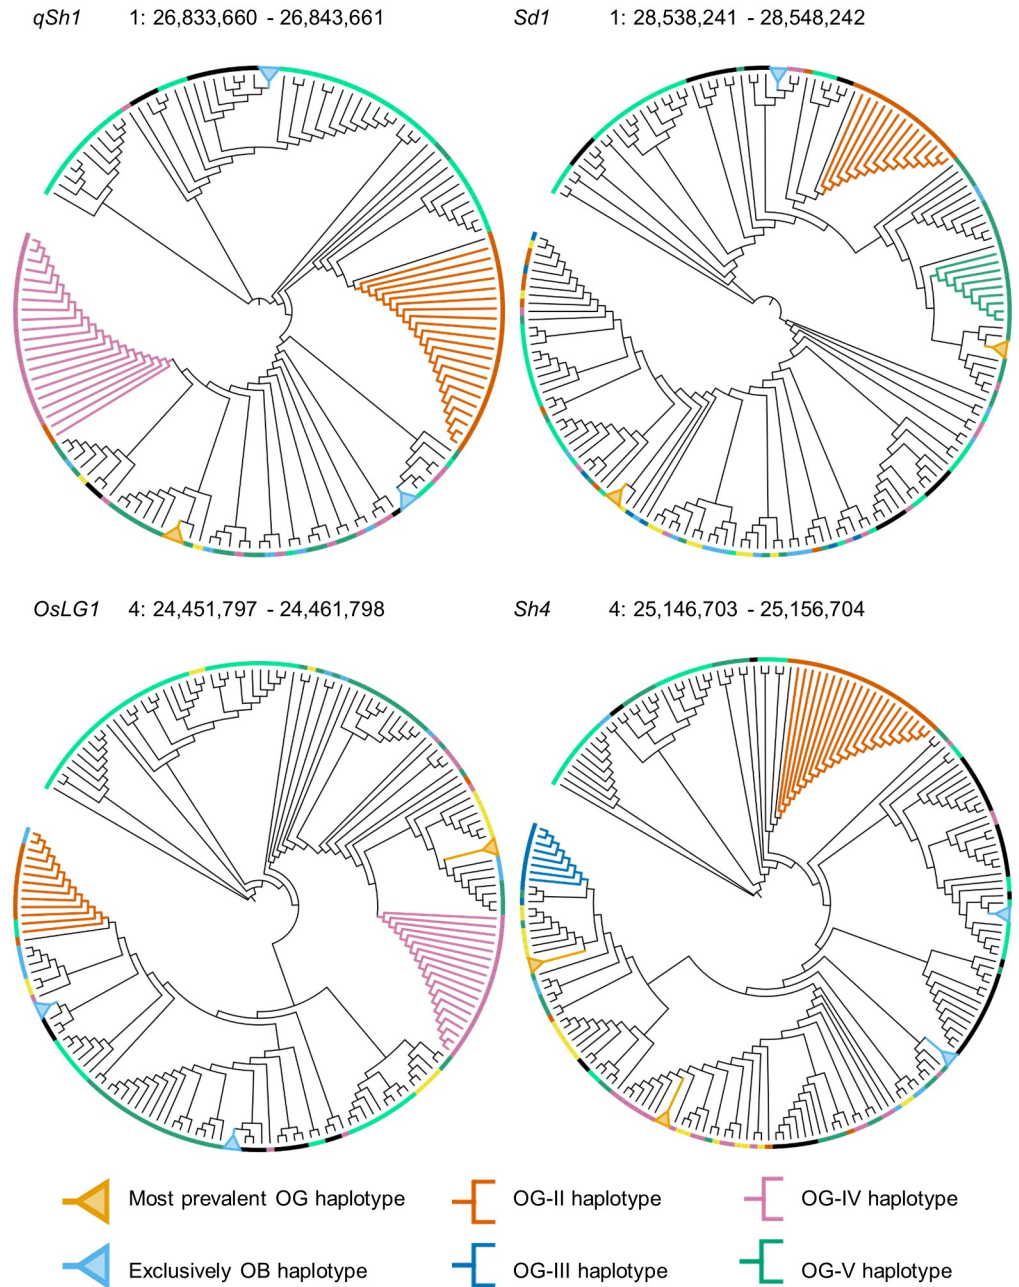 qSh1 1: 26,833,660 - 26,843,661 Sd1 1: 28,538,241 - 28,548,242
OsLG1 4: 24,451,797 - 24,461,798 Sh4 4: 25,146,703 - 25,156,704
Most prevalent OG haplotype OG-II haplotype OG-IV haplotype
Exclusively OB haplotype OG-III haplotype OG-V haplotype